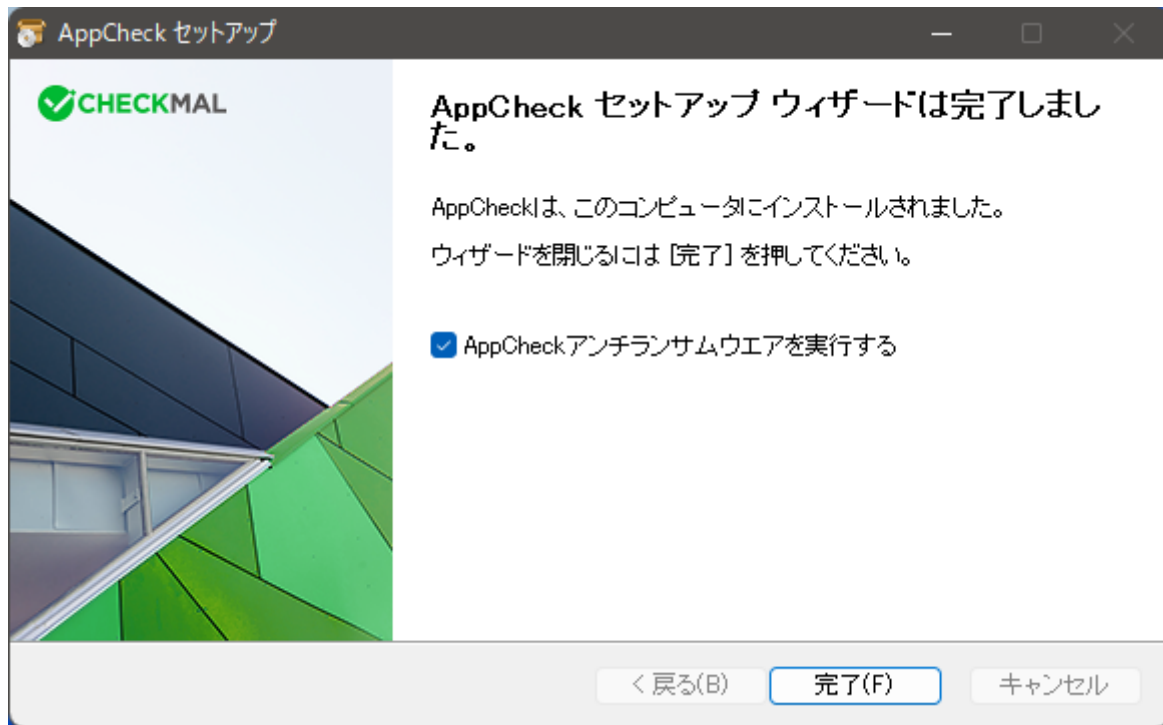 AppCheck セットアップ
CHECKMAL
AppCheck セットアップ ウィザードは完了しまし
た。
AppCheckは、このコンピュータにインストールされました。
ウィザードを閉じるには [完了] を押してください。
AppCheckアンチランサムウエアを実行する
< 戻る(B)
完了(F)
キャンセル